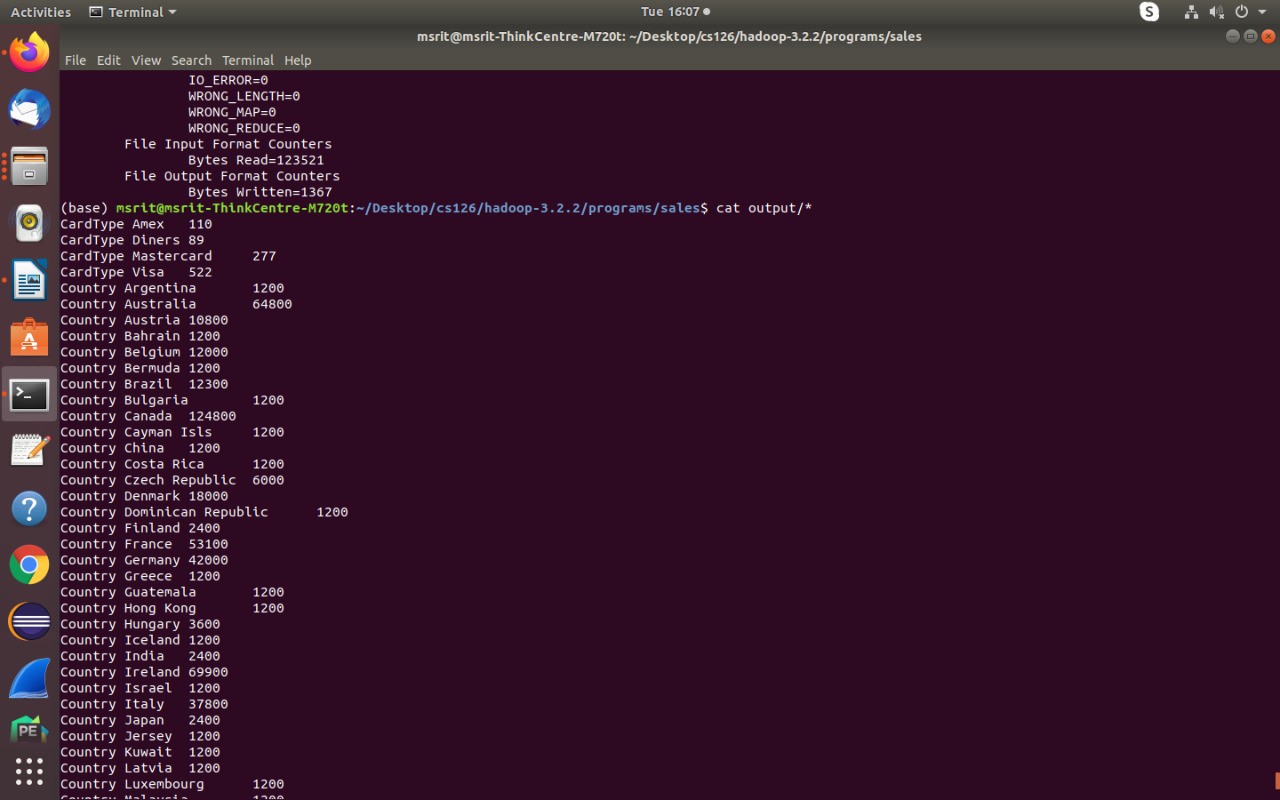 Activities Terminal Tue 16:07
msrit@msrit-ThinkCentre-M720t: ~/Desktop/cs126/hadoop-3.2.2/programs/sales
File Edit View Search Terminal Help
IO_ERROR=0
WRONG_LENGTH=0
WRONG_MAP=0
WRONG_REDUCE=0
File Input Format Counters
Bytes Read=123521
File Output Format Counters
Bytes Written=1367
(base) msrit@msrit-ThinkCentre-M720t:~/Desktop/cs126/hadoop-3.2.2/programs/sales$ cat output/*
CardType Amex 110
CardType Diners 89
CardType Mastercard 277
CardType Visa 522
Country Argentina 1200
Country Australia 64800
Country Austria 10800
Country Bahrain 1200
Country Belgium 12000
Country Bermuda 1200
Country Brazil 12300
Country Bulgaria 1200
Country Canada 124800
Country Cayman Isls 1200
Country China 1200
Country Costa Rica 1200
Country Czech Republic 6000
Country Denmark 18000
Country Dominican Republic 1200
Country Finland 2400
Country France 53100
Country Germany 42000
Country Greece 1200
Country Guatemala 1200
Country Hong Kong 1200
Country Hungary 3600
Country Iceland 1200
Country India 2400
Country Ireland 69900
Country Israel 1200
Country Italy 37800
Country Japan 2400
Country Jersey 1200
Country Kuwait 1200
Country Latvia 1200
Country Luxembourg 1200
Country Malaysia 1200
PE